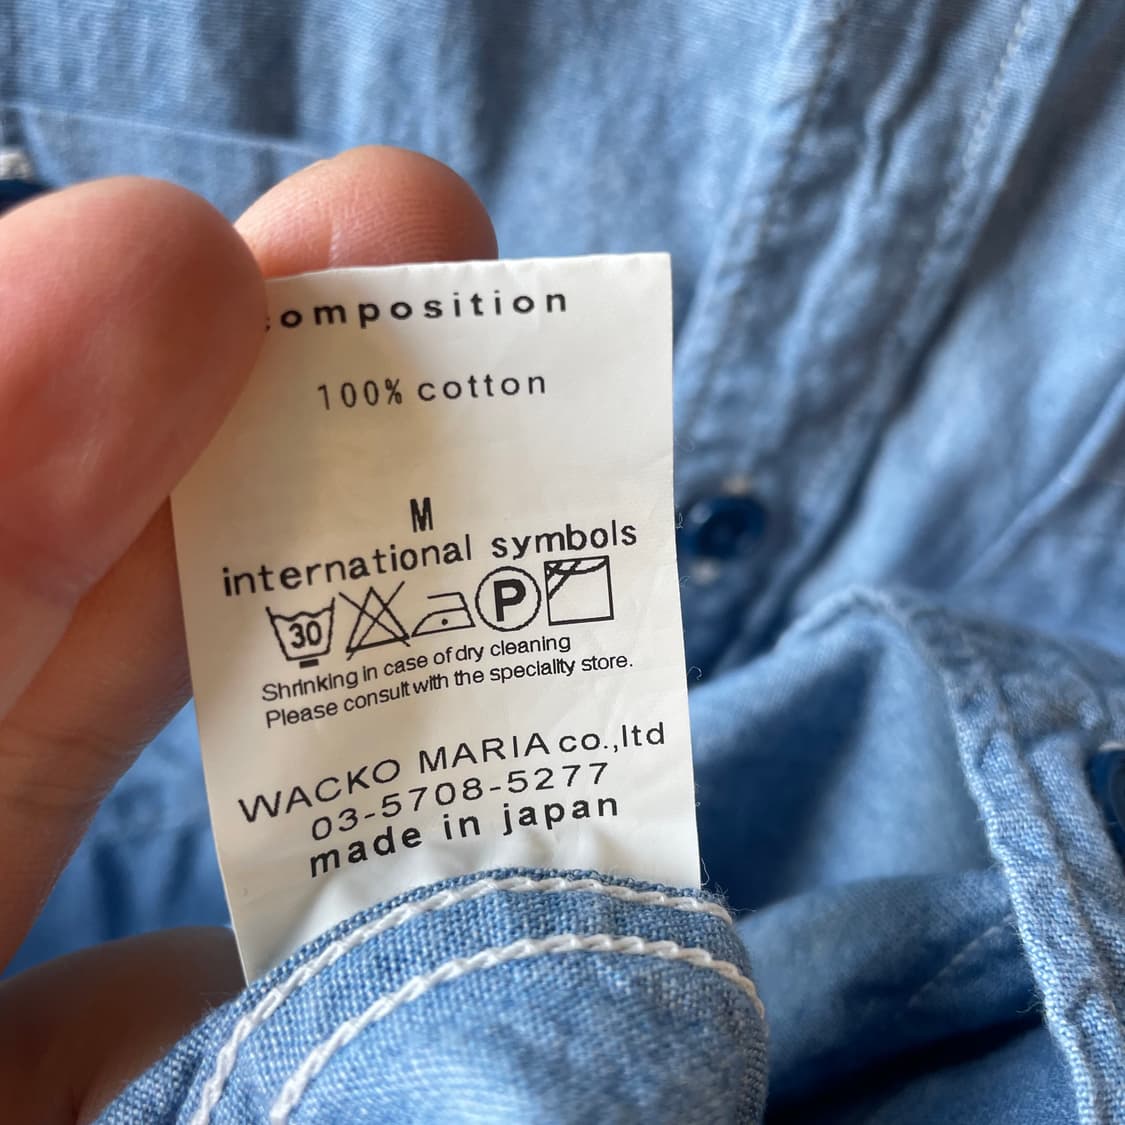 composition
100% cotton
M
international symbols
30 P
Shrinking in case of dry cleaning
Please consult with the speciality store.
WACKO MARIA co.,ltd
03-5708-5277
made in japan